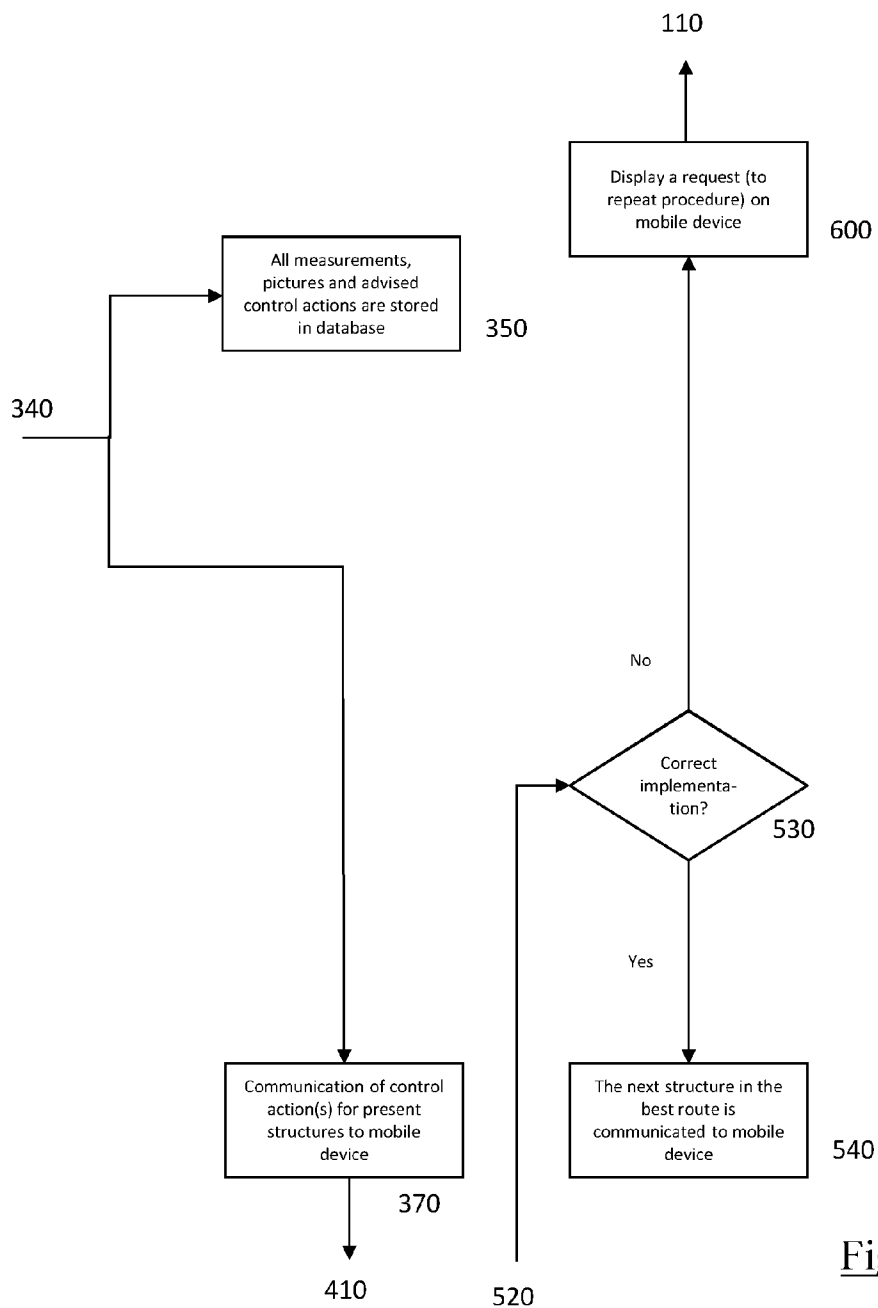 110
Display a request (to
repeat procedure) on
mobile device
600
All measurements,
pictures and advised
control actions are stored
in database
350
340
No
Correct
implementa-
tion?
530
Yes
Communication of control
action(s) for present
structures to mobile
device
370
The next structure in the
best route is
communicated to mobile
device
540
410
520
Fi